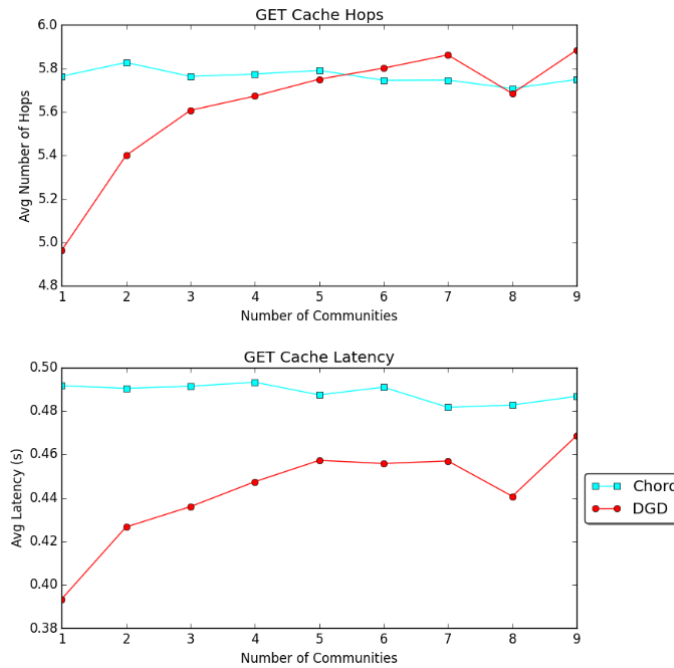 GET Cache Hops
6.0
5.8
5.6
5.4
5.2
5.0
4.8
Avg Number of Hops
1 2 3 4 5 6 7 8 9
Number of Communities
GET Cache Latency
0.50
0.48
0.46
0.44
0.42
0.40
0.38
Avg Latency (s)
1 2 3 4 5 6 7 8 9
Number of Communities
Chord
DGD